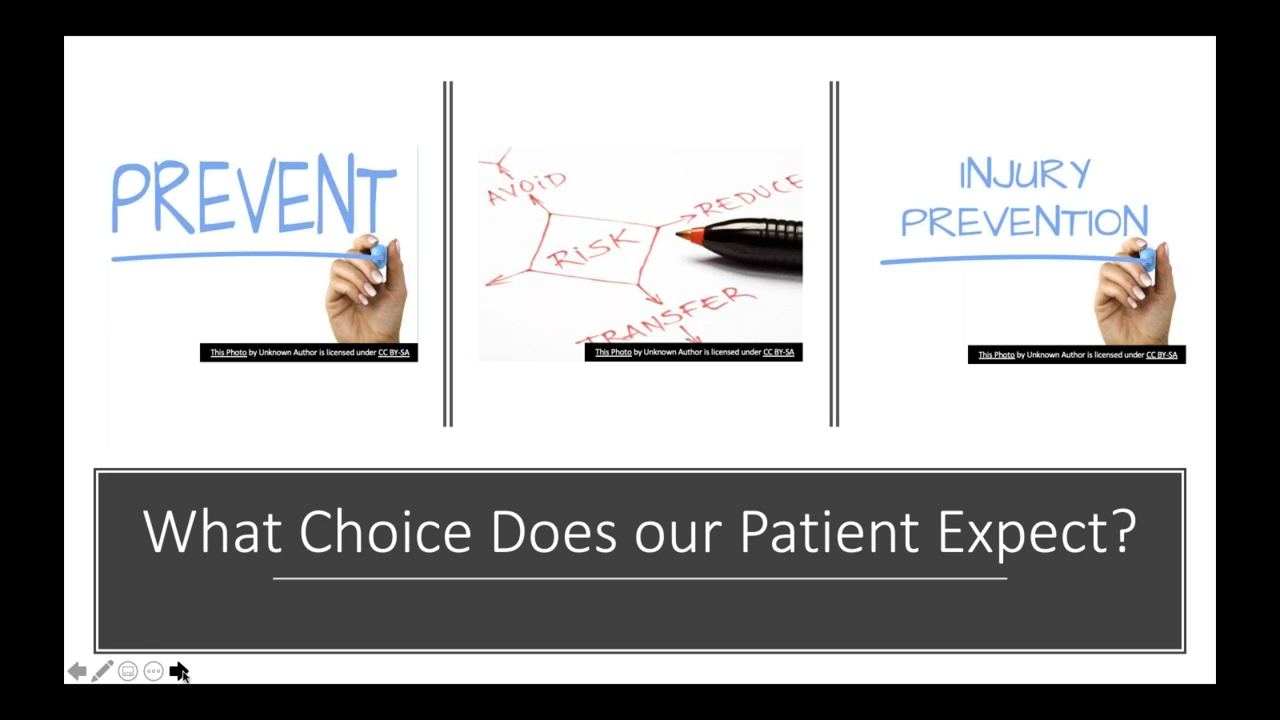 PREVENT
This Photo by Unknown Author is licensed under CC BY-SA
AVOID
REDUCE
RISK
TRANSFER
This Photo by Unknown Author is licensed under CC BY-SA
INJURY
PREVENTION
This Photo by Unknown Author is licensed under CC BY-SA
What Choice Does our Patient Expect?